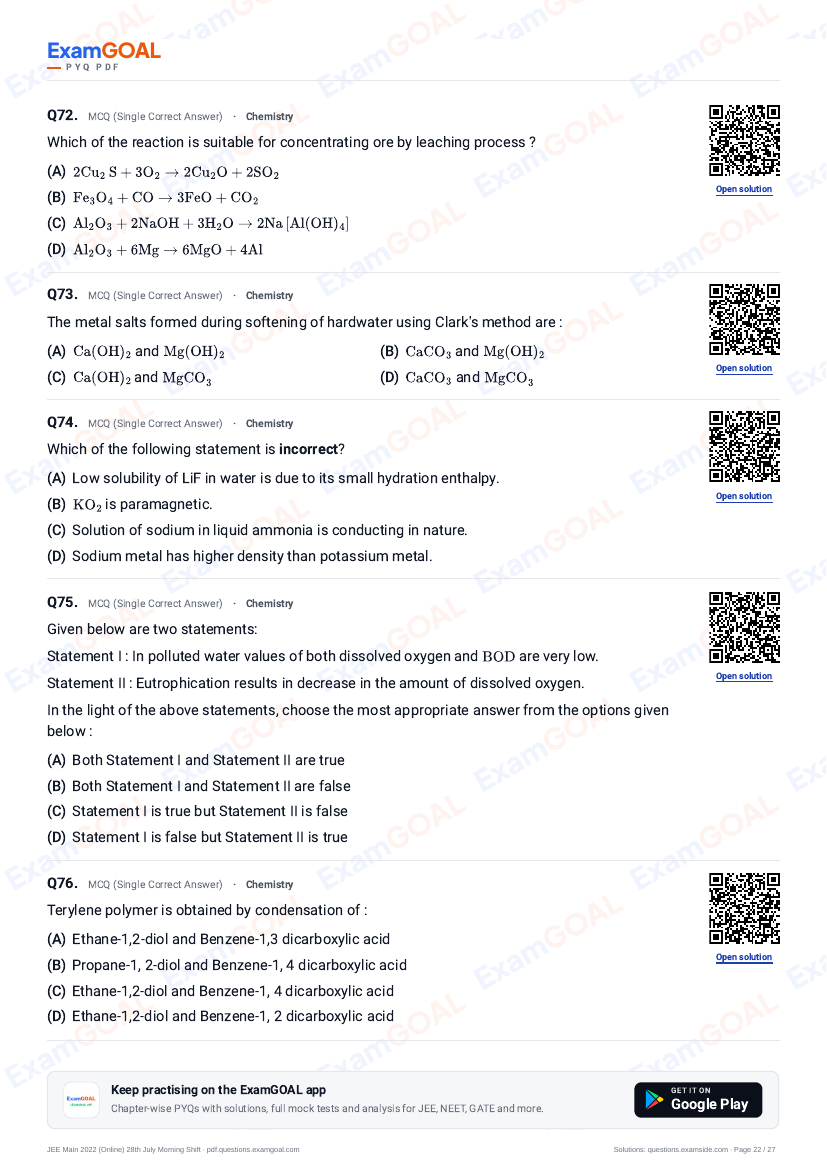 ExamGOAL
PYQ PDF
Q72. MCQ (Single Correct Answer) · Chemistry
Which of the reaction is suitable for concentrating ore by leaching process ?
(A) 2Cu₂ S + 3O₂ → 2Cu₂O + 2SO₂
(B) Fe₃O₄ + CO → 3FeO + CO₂
(C) Al₂O₃ + 2NaOH + 3H₂O → 2Na [Al(OH)₄]
(D) Al₂O₃ + 6Mg → 6MgO + 4Al
Open solution
Q73. MCQ (Single Correct Answer) · Chemistry
The metal salts formed during softening of hardwater using Clark's method are :
(A) Ca(OH)₂ and Mg(OH)₂ (B) CaCO₃ and Mg(OH)₂
(C) Ca(OH)₂ and MgCO₃ (D) CaCO₃ and MgCO₃
Open solution
Q74. MCQ (Single Correct Answer) · Chemistry
Which of the following statement is incorrect?
(A) Low solubility of LiF in water is due to its small hydration enthalpy.
(B) KO₂ is paramagnetic.
(C) Solution of sodium in liquid ammonia is conducting in nature.
(D) Sodium metal has higher density than potassium metal.
Open solution
Q75. MCQ (Single Correct Answer) · Chemistry
Given below are two statements:
Statement I : In polluted water values of both dissolved oxygen and BOD are very low.
Statement II : Eutrophication results in decrease in the amount of dissolved oxygen.
In the light of the above statements, choose the most appropriate answer from the options given
below :
(A) Both Statement I and Statement II are true
(B) Both Statement I and Statement II are false
(C) Statement I is true but Statement II is false
(D) Statement I is false but Statement II is true
Open solution
Q76. MCQ (Single Correct Answer) · Chemistry
Terylene polymer is obtained by condensation of :
(A) Ethane-1,2-diol and Benzene-1,3 dicarboxylic acid
(B) Propane-1, 2-diol and Benzene-1, 4 dicarboxylic acid
(C) Ethane-1,2-diol and Benzene-1, 4 dicarboxylic acid
(D) Ethane-1,2-diol and Benzene-1, 2 dicarboxylic acid
Open solution
ExamGOAL
Keep practising on the ExamGOAL app
Chapter-wise PYQs with solutions, full mock tests and analysis for JEE, NEET, GATE and more.
GET IT ON
Google Play
JEE Main 2022 (Online) 28th July Morning Shift · pdf.questions.examgoal.com Solutions: questions.examside.com · Page 22 / 27